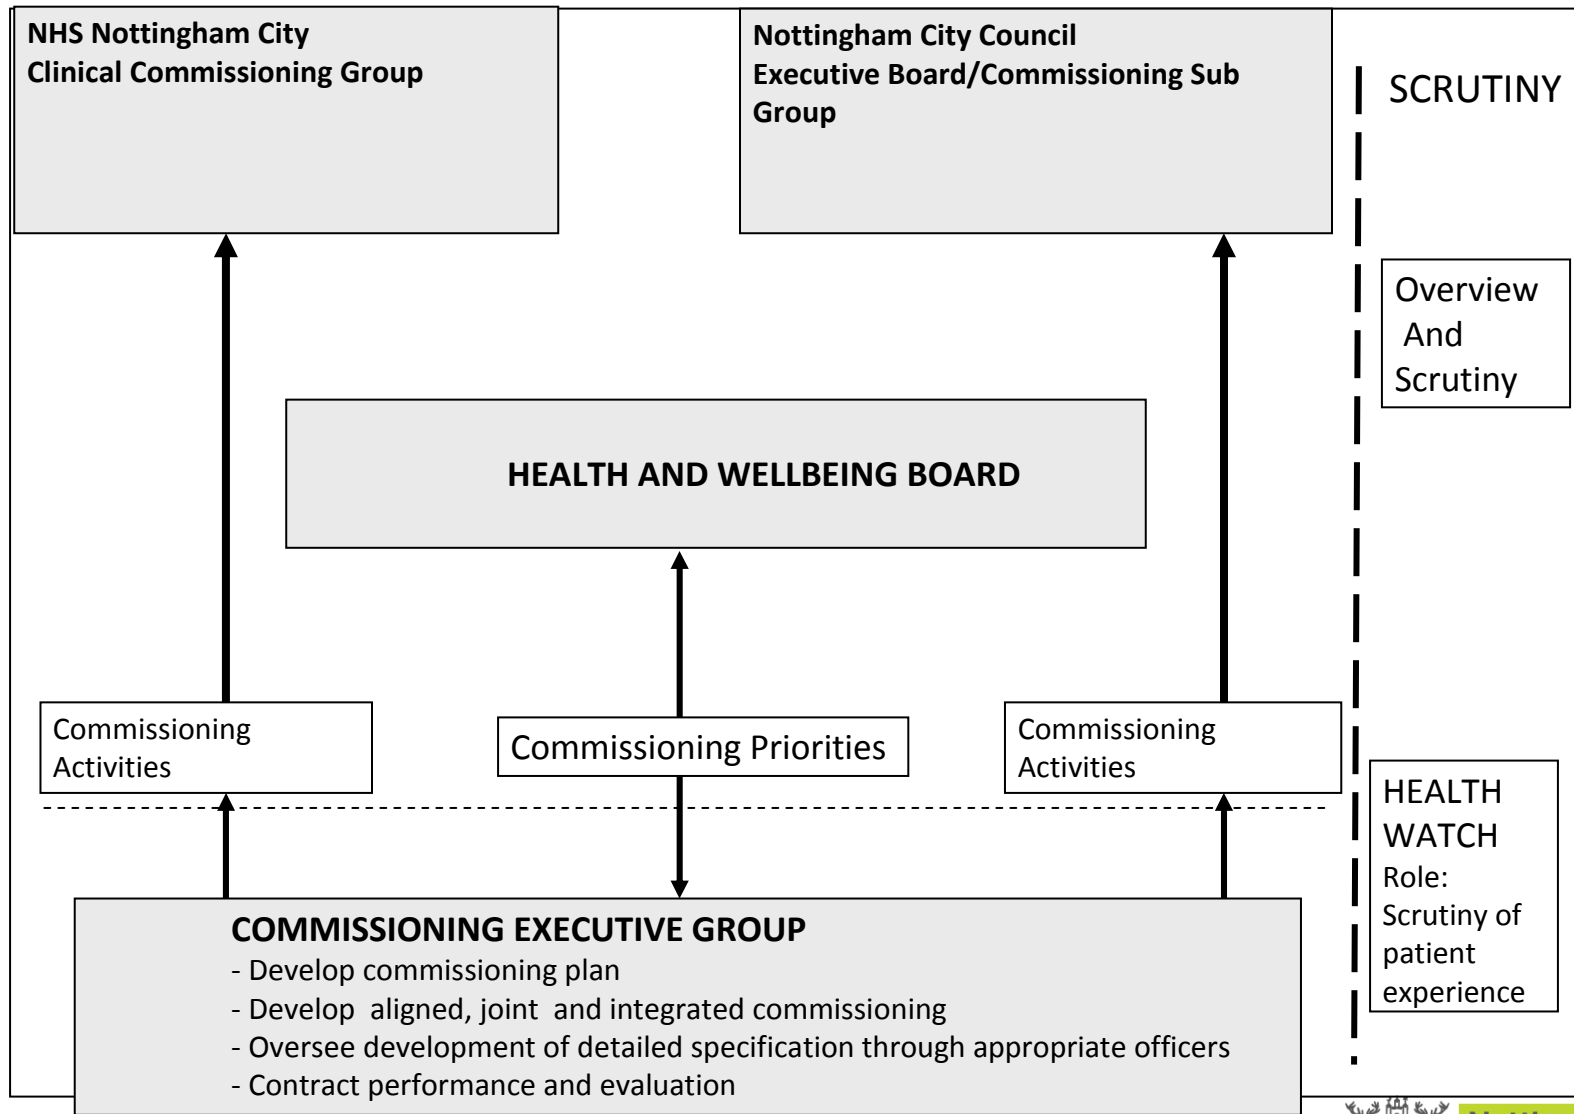 NHS Nottingham City
Clinical Commissioning Group
Nottingham City Council
Executive Board/Commissioning Sub
Group
SCRUTINY
Overview
And
Scrutiny
HEALTH AND WELLBEING BOARD
Commissioning
Activities
Commissioning Priorities
Commissioning
Activities
HEALTH
WATCH
Role:
Scrutiny of
patient
experience
COMMISSIONING EXECUTIVE GROUP
- Develop commissioning plan
- Develop aligned, joint and integrated commissioning
- Oversee development of detailed specification through appropriate officers
- Contract performance and evaluation